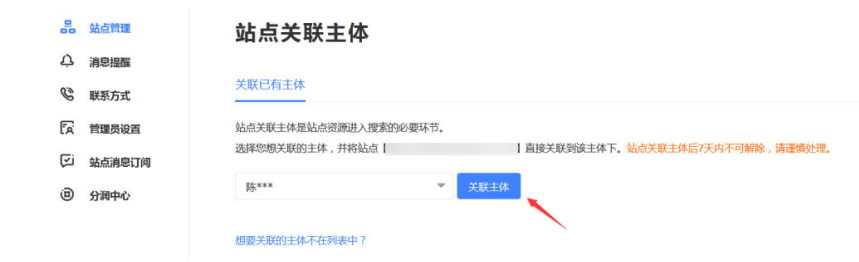 站点管理
消息提醒
联系方式
管理员设置
站点消息订阅
分润中心
站点关联主体
关联已有主体
站点关联主体是站点资源进入搜索的必要环节。
选择您想关联的主体，并将站点【 】直接关联到该主体下。站点关联主体后7天内不可解除，请谨慎处理。
陈***
关联主体
想要关联的主体不在列表中？